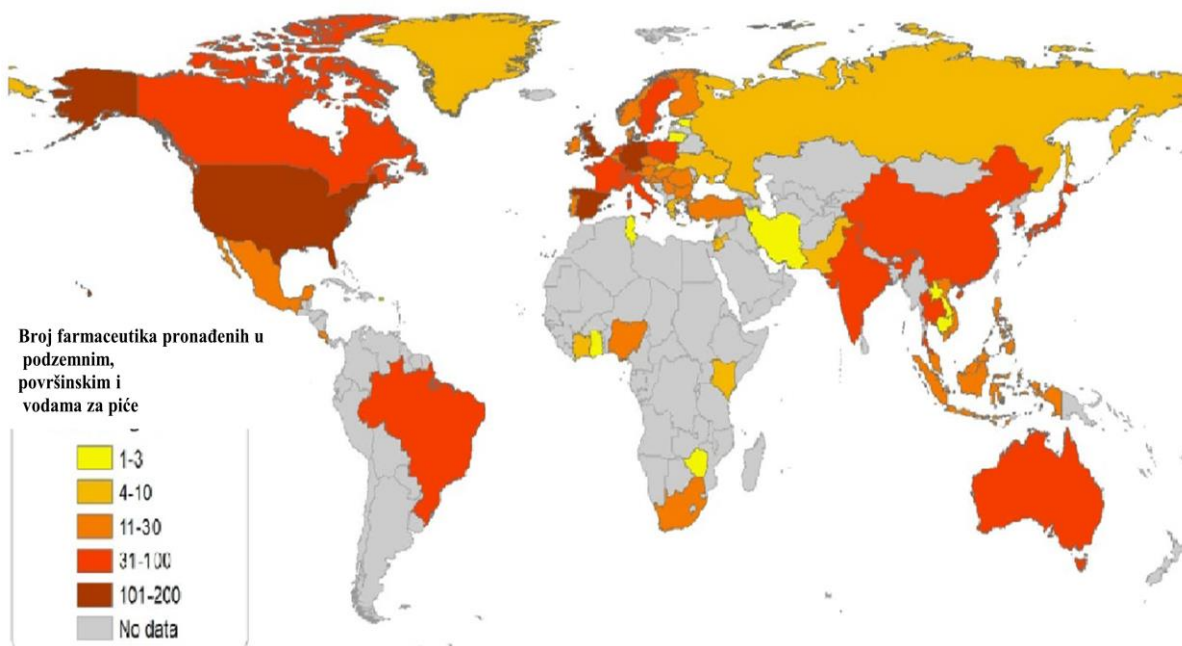 Broj farmaceutika pronađenih u
podzemnim,
površinskim i
vodama za piće
1-3
4-10
11-30
31-100
101-200
No data